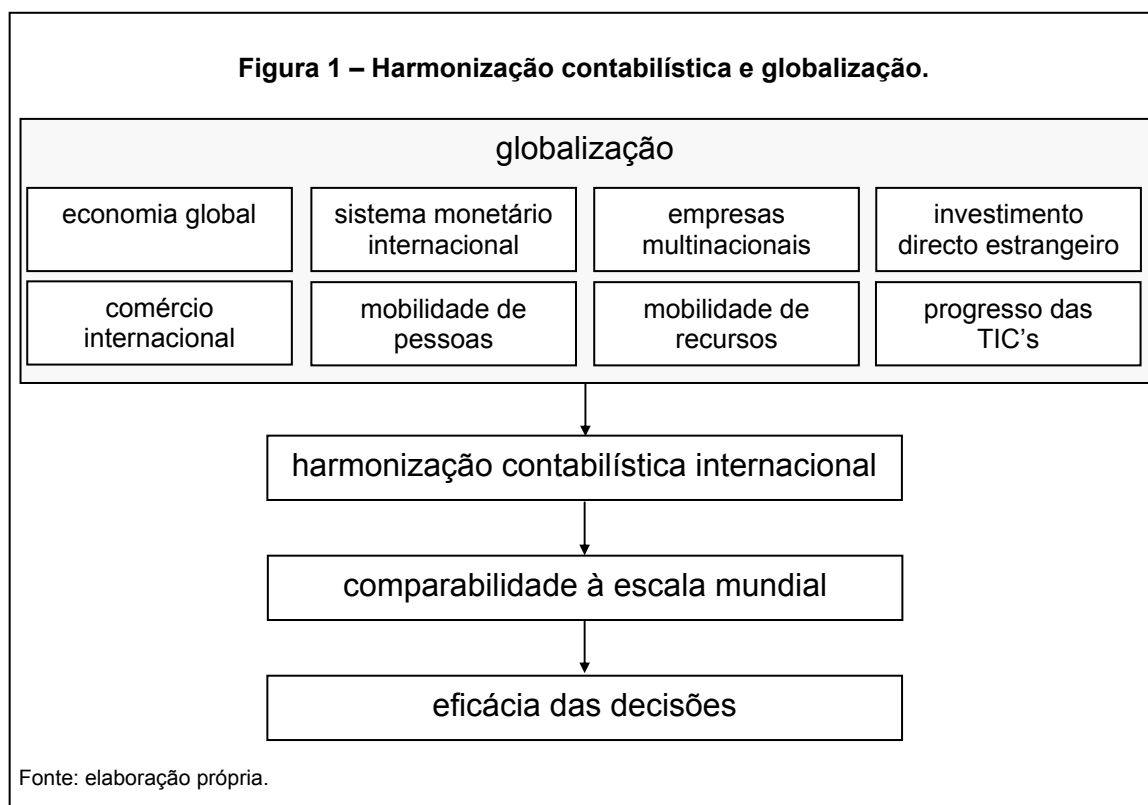 Figura 1 – Harmonização contabilística e globalização.
globalização
economia global
sistema monetário
internacional
empresas
multinacionais
investimento
directo estrangeiro
comércio
internacional
mobilidade de
pessoas
mobilidade de
recursos
progresso das
TIC’s
harmonização contabilística internacional
comparabilidade à escala mundial
eficácia das decisões
Fonte: elaboração própria.